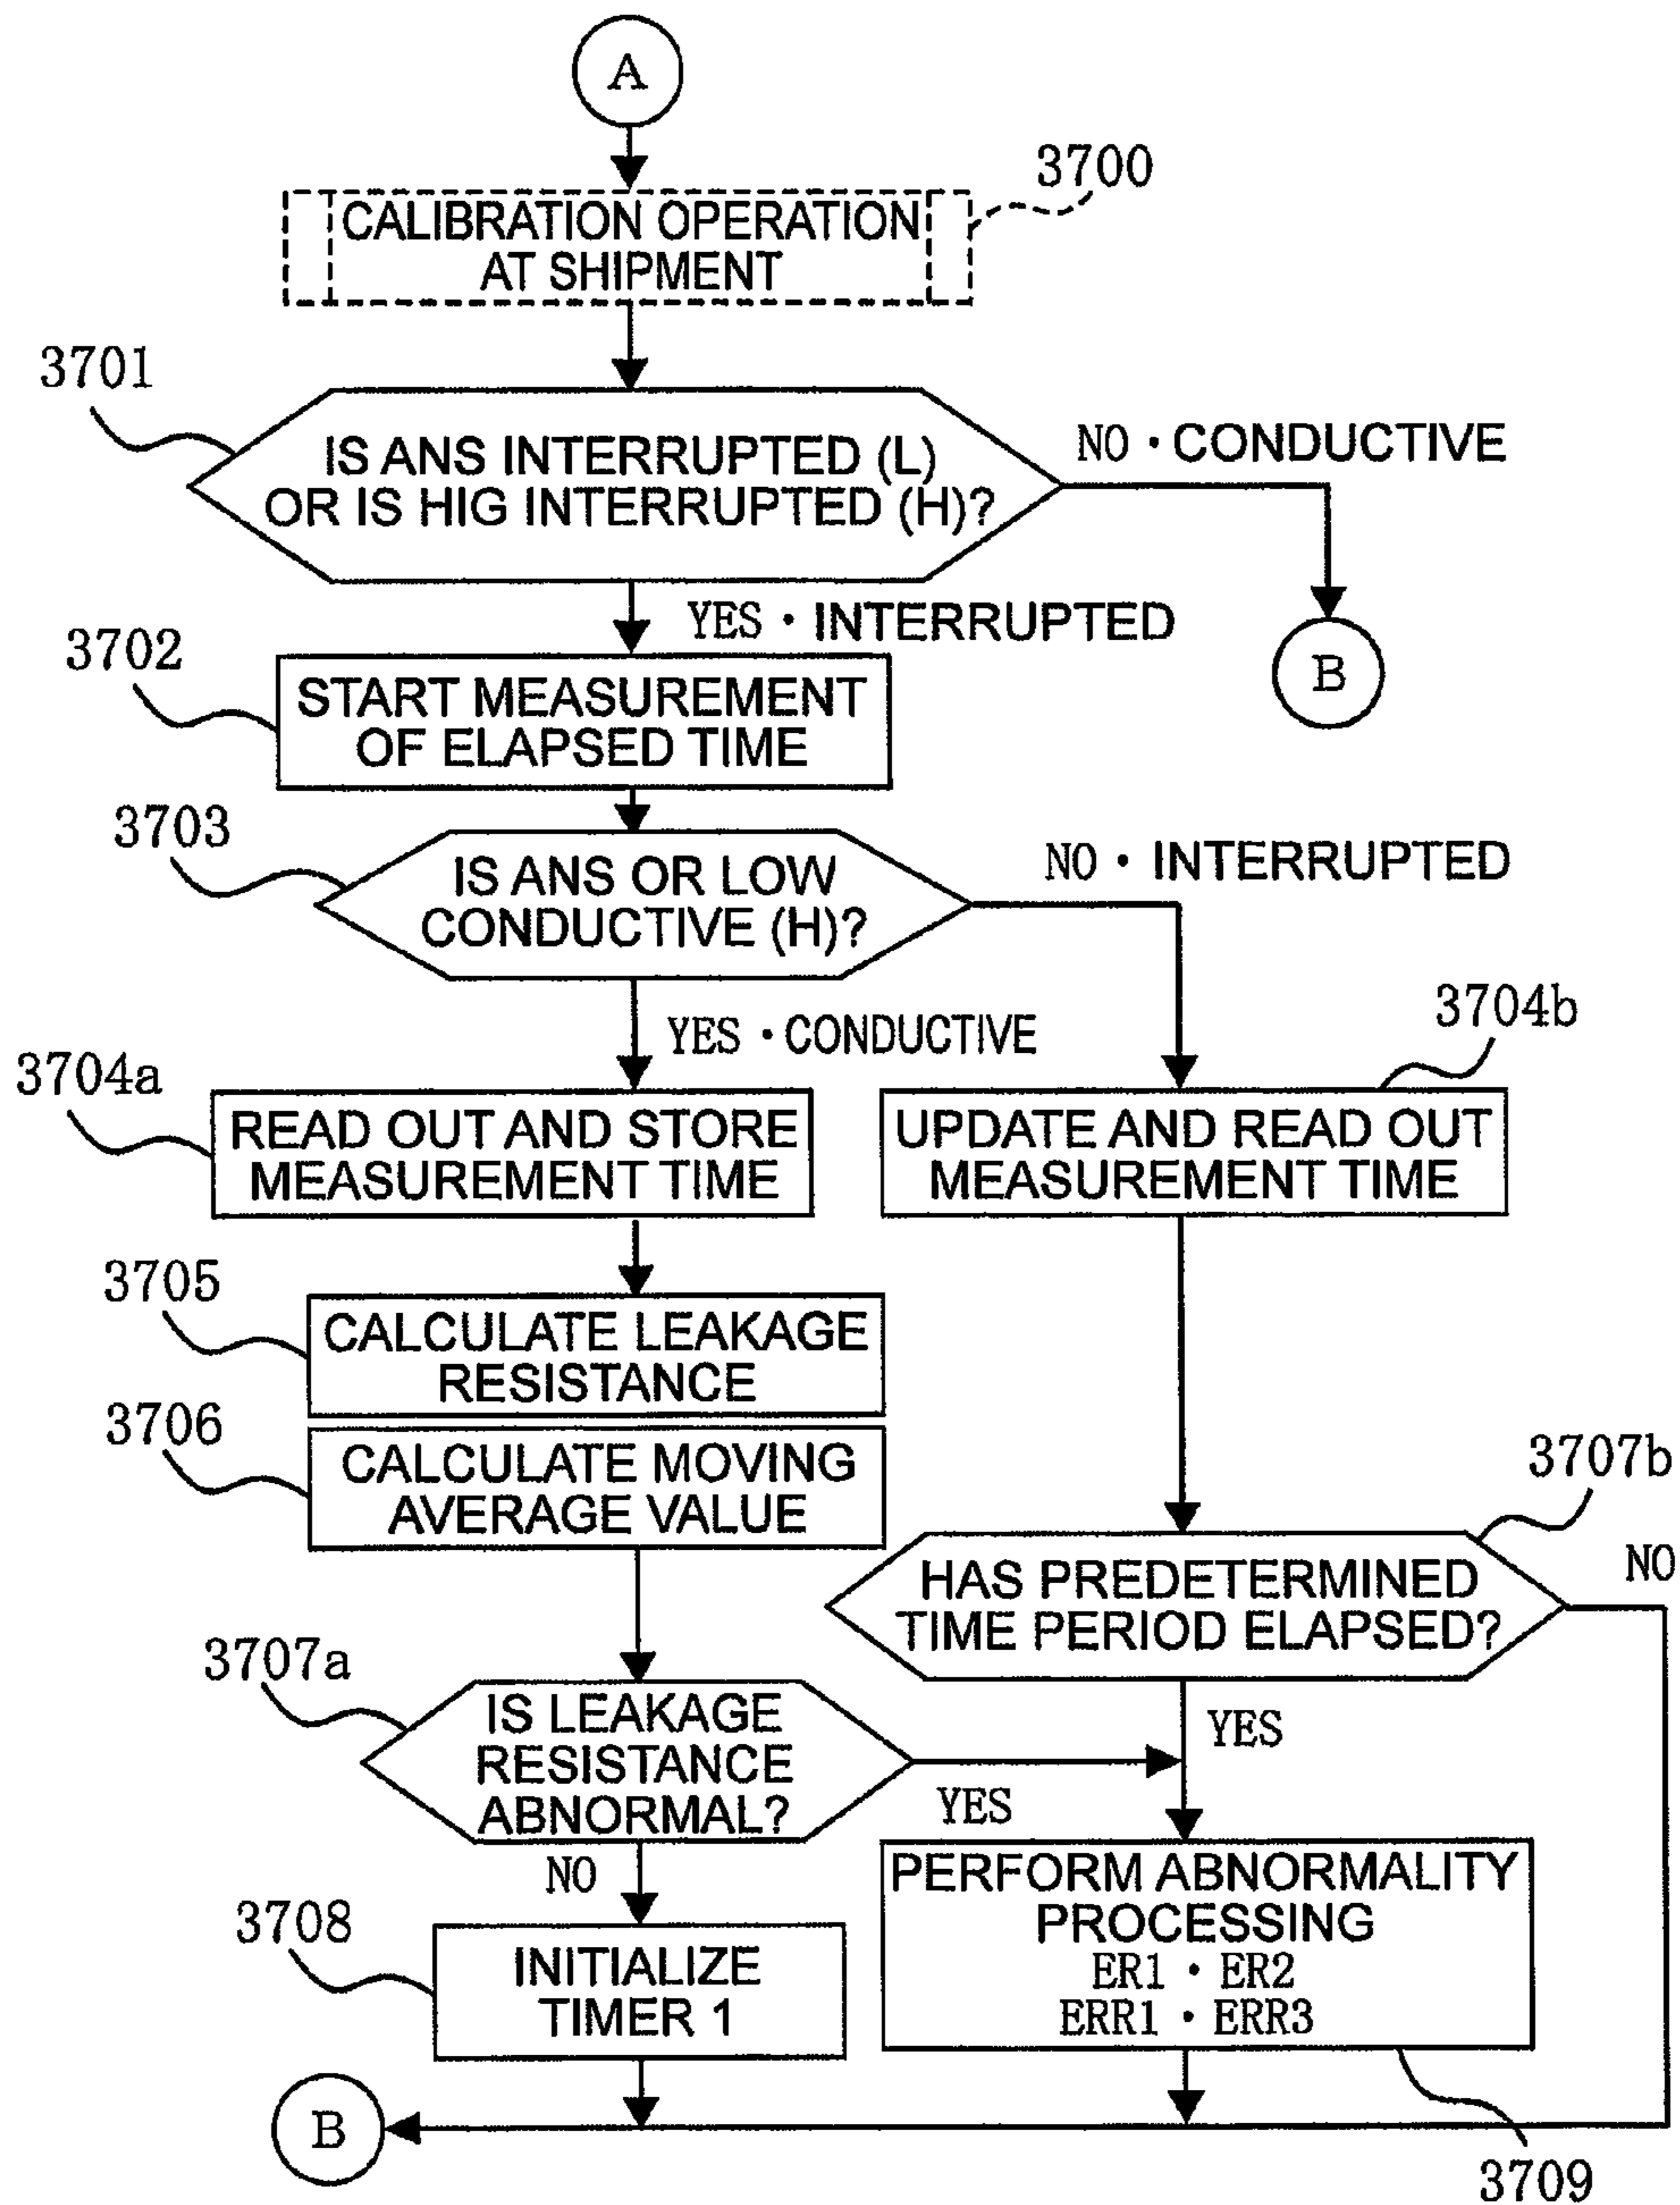 A
3700
CALIBRATION OPERATION
AT SHIPMENT
3701
IS ANS INTERRUPTED (L)
OR IS HIG INTERRUPTED (H)?
NO · CONDUCTIVE
YES · INTERRUPTED
B
3702
START MEASUREMENT
OF ELAPSED TIME
3703
IS ANS OR LOW
CONDUCTIVE (H)?
NO · INTERRUPTED
YES · CONDUCTIVE
3704a
READ OUT AND STORE
MEASUREMENT TIME
3704b
UPDATE AND READ OUT
MEASUREMENT TIME
3705
CALCULATE LEAKAGE
RESISTANCE
3706
CALCULATE MOVING
AVERAGE VALUE
3707b
HAS PREDETERMINED
TIME PERIOD ELAPSED?
NO
YES
3707a
IS LEAKAGE
RESISTANCE
ABNORMAL?
YES
NO
3708
INITIALIZE
TIMER 1
PERFORM ABNORMALITY
PROCESSING
ER1 · ER2
ERR1 · ERR3
B
3709